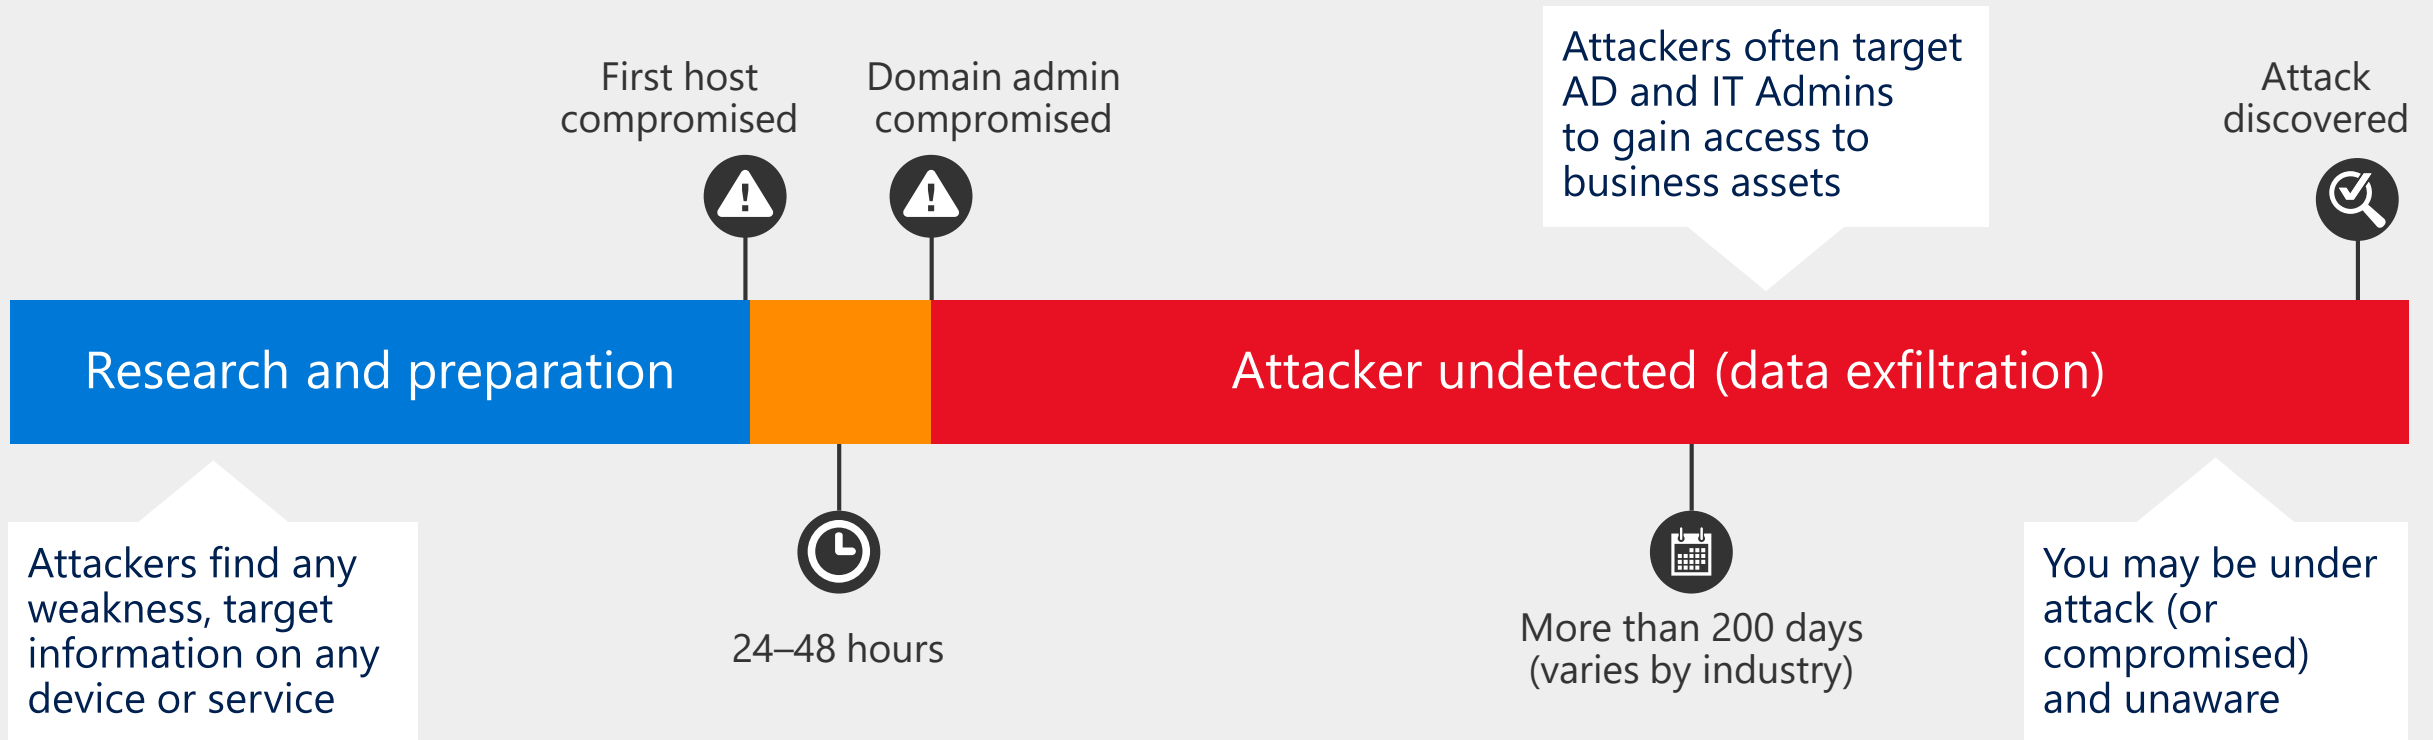 First host
compromised
Domain admin
compromised
Attackers often target
AD and IT Admins
to gain access to
business assets
Attack
discovered
Research and preparation
Attacker undetected (data exfiltration)
Attackers find any
weakness, target
information on any
device or service
24–48 hours
More than 200 days
(varies by industry)
You may be under
attack (or
compromised)
and unaware